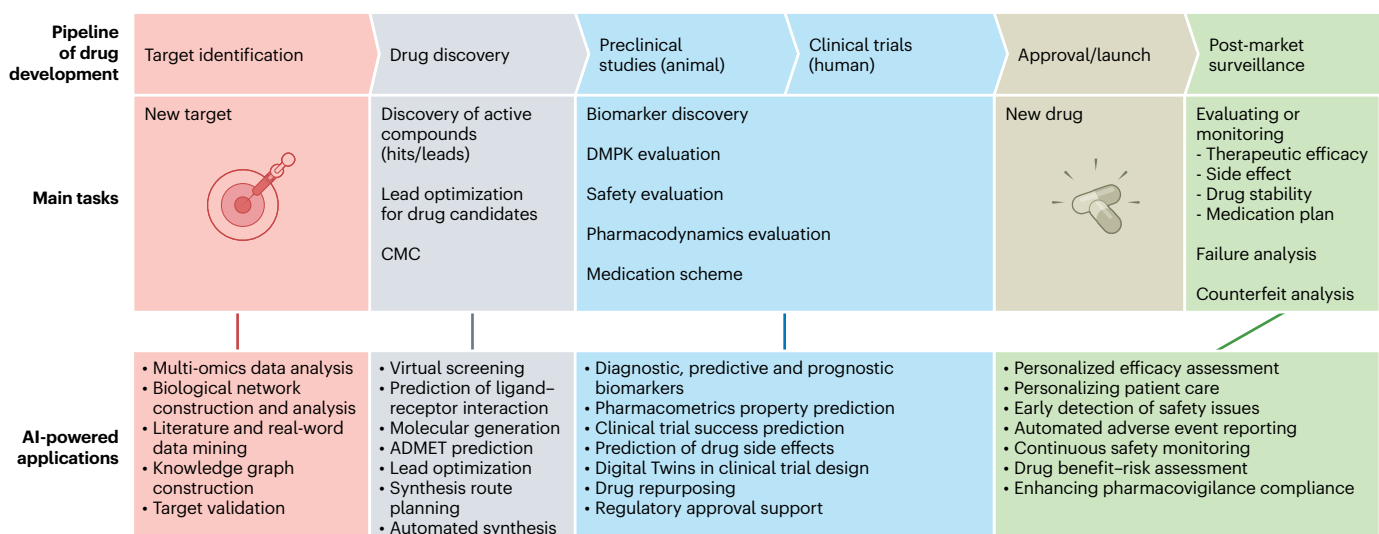 Pipeline
of drug
development
Target identification
Drug discovery
Preclinical
studies (animal)
Clinical trials
(human)
Approval/launch
Post-market
surveillance
Main tasks
New target
Discovery of active
compounds
(hits/leads)
Lead optimization
for drug candidates
CMC
Biomarker discovery
DMPK evaluation
Safety evaluation
Pharmacodynamics evaluation
Medication scheme
New drug
Evaluating or
monitoring
- Therapeutic efficacy
- Side effect
- Drug stability
- Medication plan
Failure analysis
Counterfeit analysis
AI-powered
applications
• Multi-omics data analysis
• Biological network
construction and analysis
• Literature and real-word
data mining
• Knowledge graph
construction
• Target validation
• Virtual screening
• Prediction of ligand–
receptor interaction
• Molecular generation
• ADMET prediction
• Lead optimization
• Synthesis route
planning
• Automated synthesis
• Diagnostic, predictive and prognostic
biomarkers
• Pharmacometrics property prediction
• Clinical trial success prediction
• Prediction of drug side effects
• Digital Twins in clinical trial design
• Drug repurposing
• Regulatory approval support
• Personalized efficacy assessment
• Personalizing patient care
• Early detection of safety issues
• Automated adverse event reporting
• Continuous safety monitoring
• Drug benefit–risk assessment
• Enhancing pharmacovigilance compliance